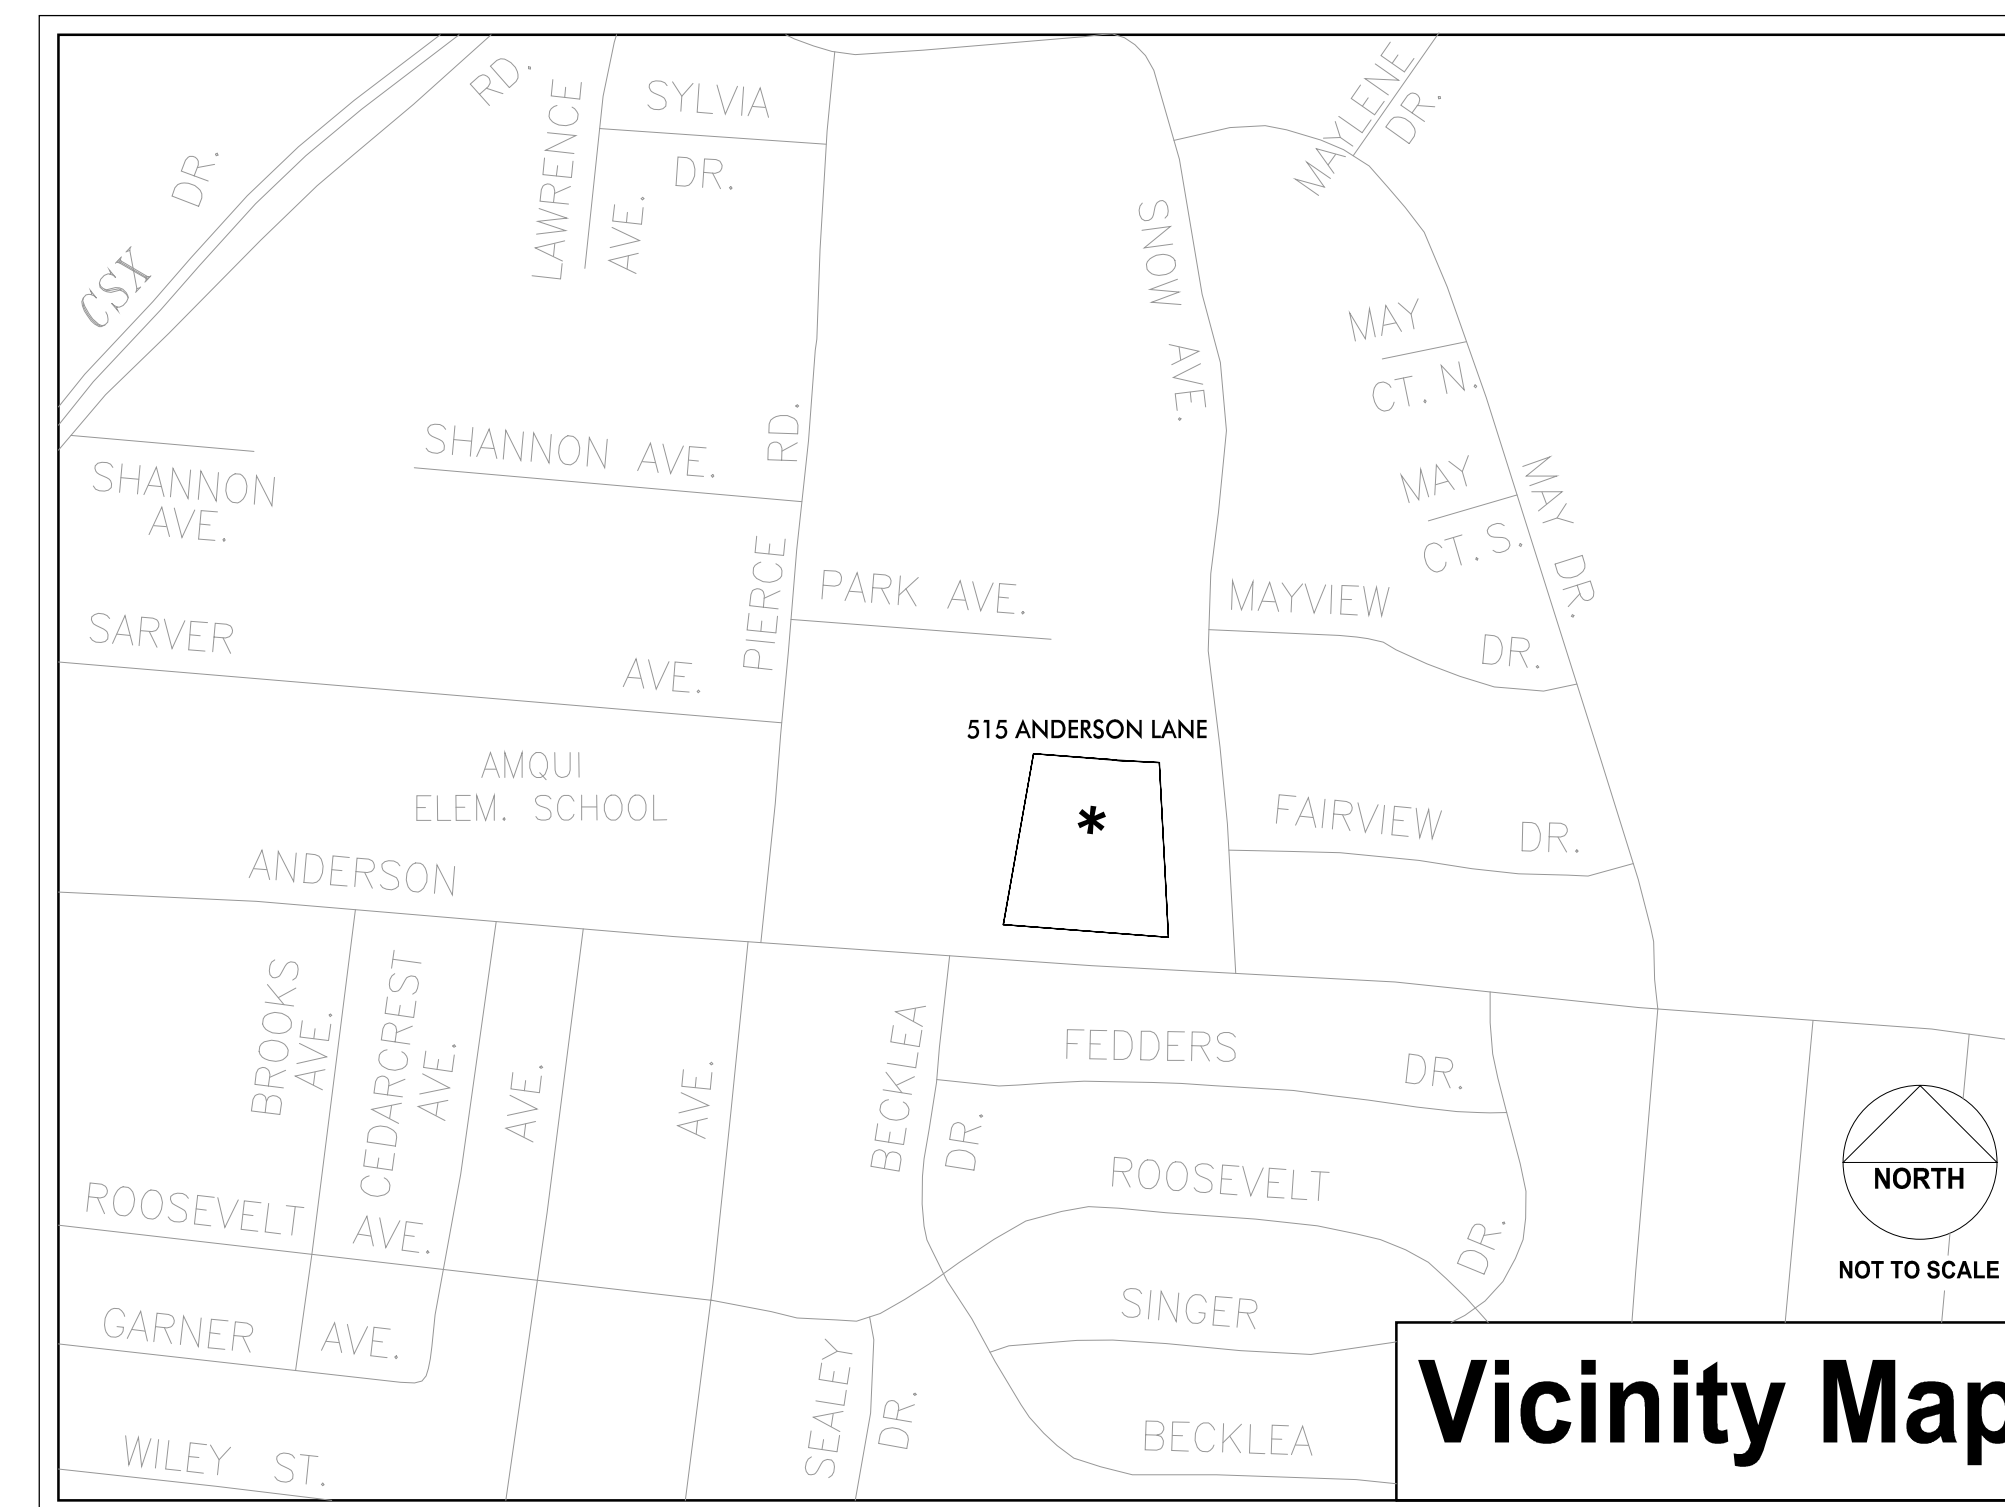 RD.
LAWRENCE
AVE.
SYLVIA
DR.
MAYLENE
DR.
DR.
CSX
SNOW AVE.
MAY
CT. N.
SHANNON AVE.
RD.
SHANNON
AVE.
MAY
CT. S.
MAY DR.
PIERCE
PARK AVE.
MAYVIEW
DR.
SARVER
AVE.
515 ANDERSON LANE
*
AMQUI
ELEM. SCHOOL
FAIRVIEW DR.
ANDERSON
BROOKS
AVE.
CEDARCREST
AVE.
AVE.
AVE.
BECKLEA
DR.
FEDDERS
DR.
ROOSEVELT
DR.
NORTH
NOT TO SCALE
ROOSEVELT AVE.
GARNER AVE.
SINGER
SEALEY
DR.
BECKLEA
WILEY ST.
Vicinity Map